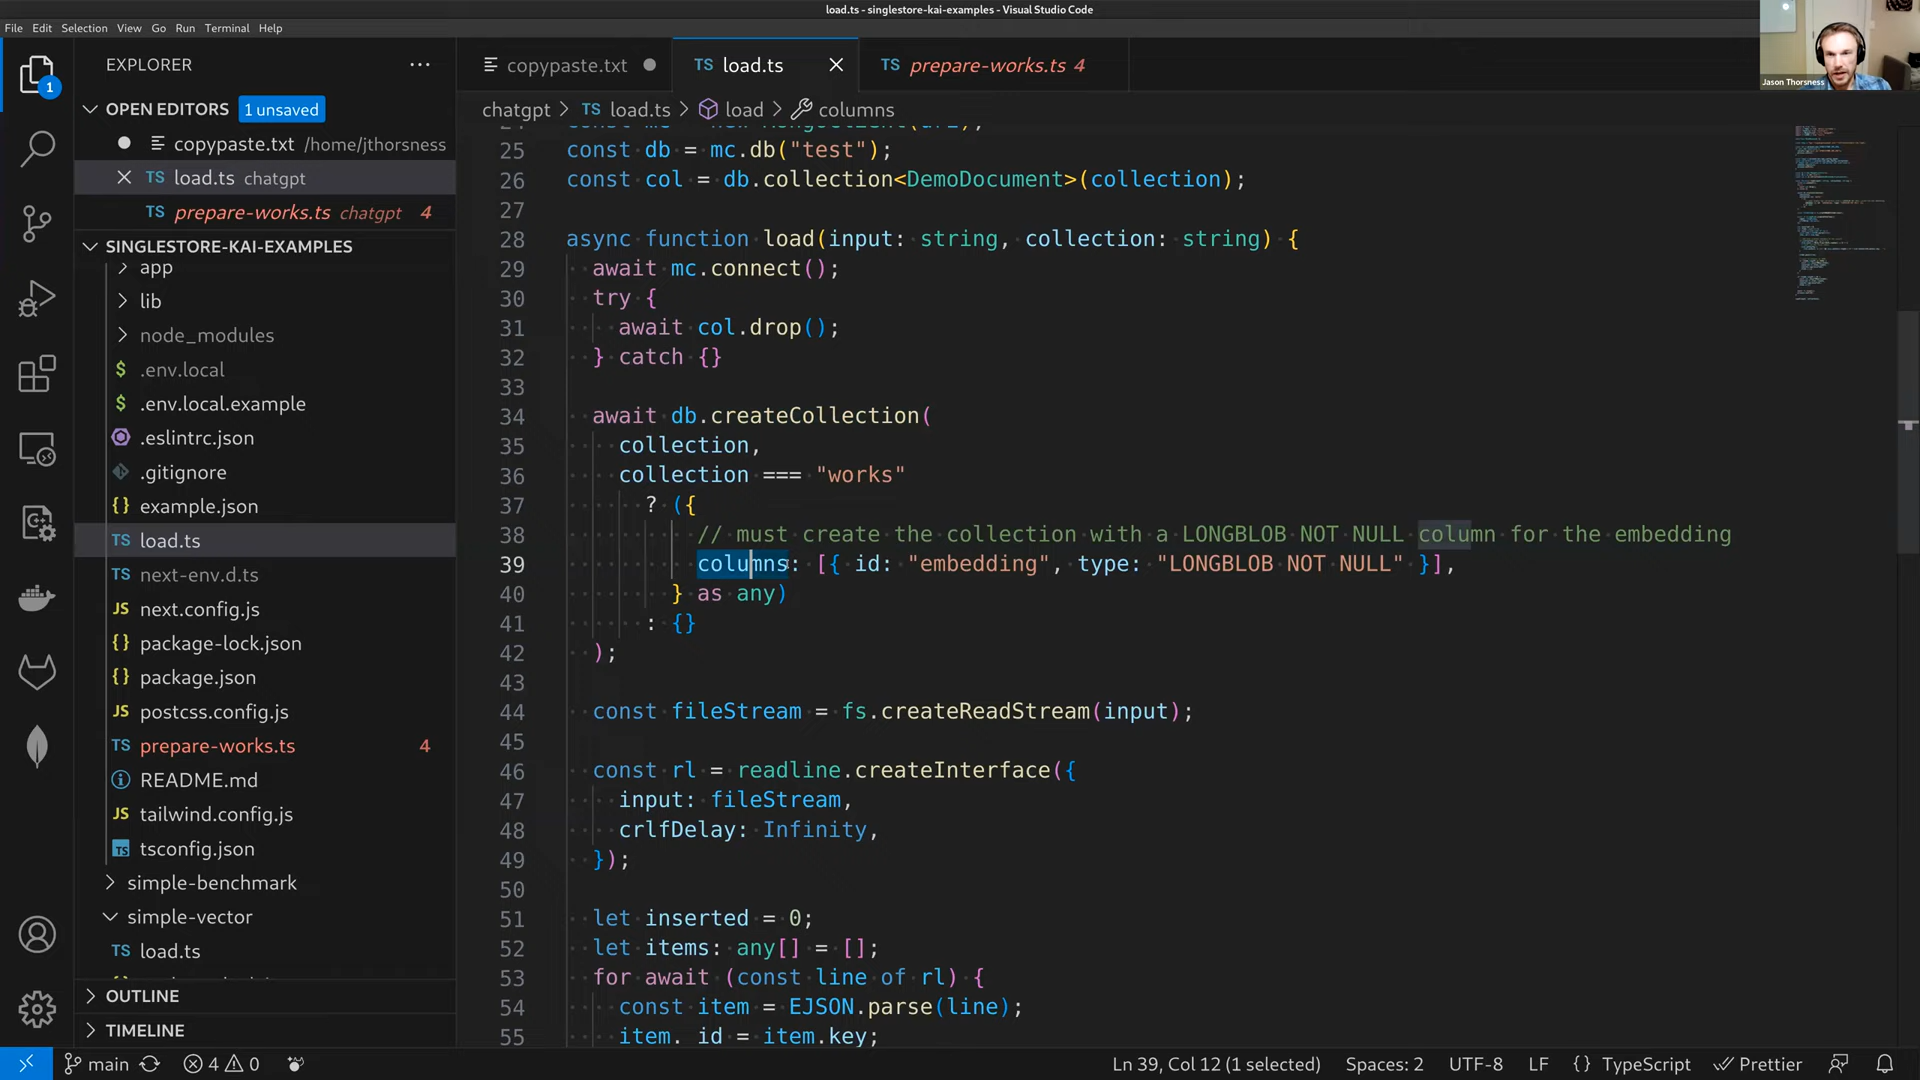 load.ts - singlestore-kai-examples - Visual Studio Code
File Edit Selection View Go Run Terminal Help
Jason Thorsness
EXPLORER
OPEN EDITORS 1 unsaved
copypaste.txt /home/jthorsness
TS load.ts chatgpt
TS prepare-works.ts chatgpt 4
SINGLESTORE-KAI-EXAMPLES
app
lib
node_modules
$ .env.local
$ .env.local.example
.eslintrc.json
.gitignore
{} example.json
TS load.ts
TS next-env.d.ts
JS next.config.js
{} package-lock.json
{} package.json
JS postcss.config.js
TS prepare-works.ts 4
README.md
JS tailwind.config.js
TS tsconfig.json
simple-benchmark
simple-vector
TS load.ts
OUTLINE
TIMELINE
1
copypaste.txt
TS load.ts
TS prepare-works.ts 4
chatgpt > TS load.ts > load > columns
25 const db = mc.db("test");
26 const col = db.collection<DemoDocument>(collection);
27
28 async function load(input: string, collection: string) {
29 await mc.connect();
30 try {
31 await col.drop();
32 } catch {}
33
34 await db.createCollection(
35 collection,
36 collection === "works"
37 ? ({
38 // must create the collection with a LONGBLOB NOT NULL column for the embedding
39 columns: [{ id: "embedding", type: "LONGBLOB NOT NULL" }],
40 } as any)
41 : {}
42 );
43
44 const fileStream = fs.createReadStream(input);
45
46 const rl = readline.createInterface({
47 input: fileStream,
48 crlfDelay: Infinity,
49 });
50
51 let inserted = 0;
52 let items: any[] = [];
53 for await (const line of rl) {
54 const item = EJSON.parse(line);
55 item. id = item.key;
main 4 0 Ln 39, Col 12 (1 selected) Spaces: 2 UTF-8 LF {} TypeScript Prettier